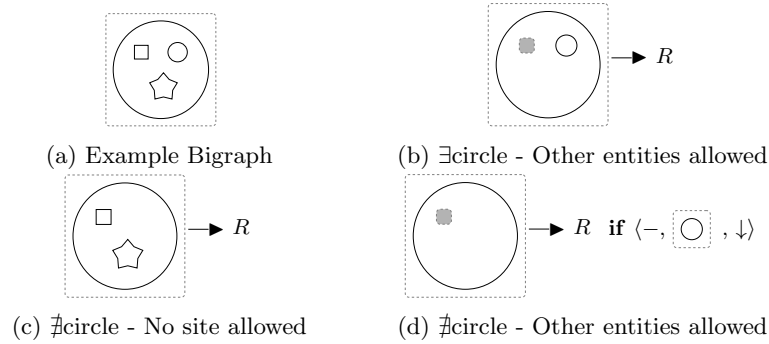 R
(a) Example Bigraph
(b) ∃circle - Other entities allowed
R
R if ⟨−, , ↓⟩
(c) ∄circle - No site allowed
(d) ∄circle - Other entities allowed